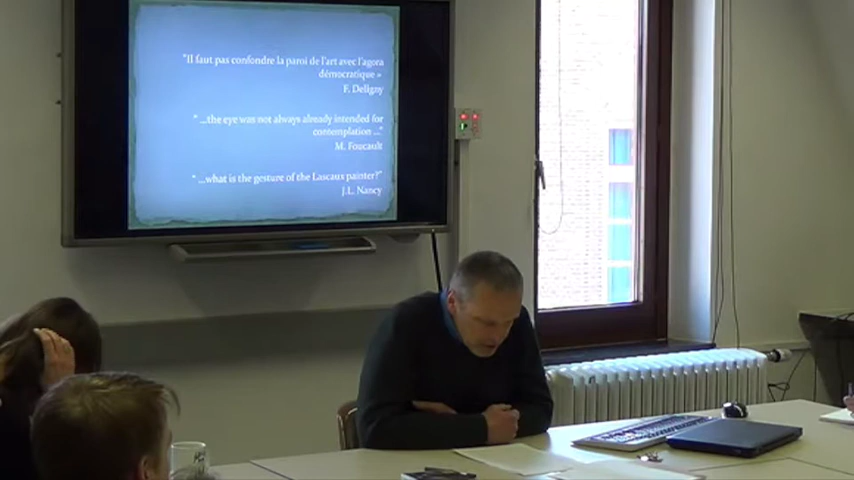 "Il faut pas confondre la paroi de l'art avec l'agora
démocratique »
F. Deligny
" ...the eye was not always already intended for
contemplation ..."
M. Foucault
" ...what is the gesture of the Lascaux painter?"
J.L. Nancy